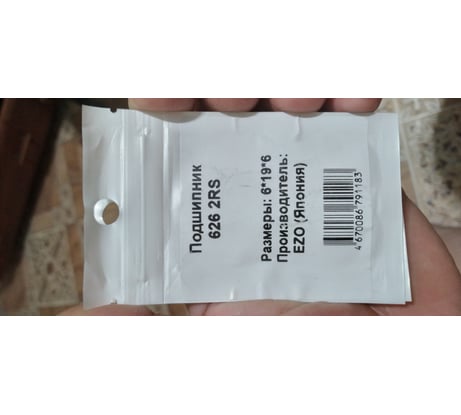 Подшипник
626 2RS
Размеры: 6*19*6
Производитель:
EZO (Япония)
4 670086 791183